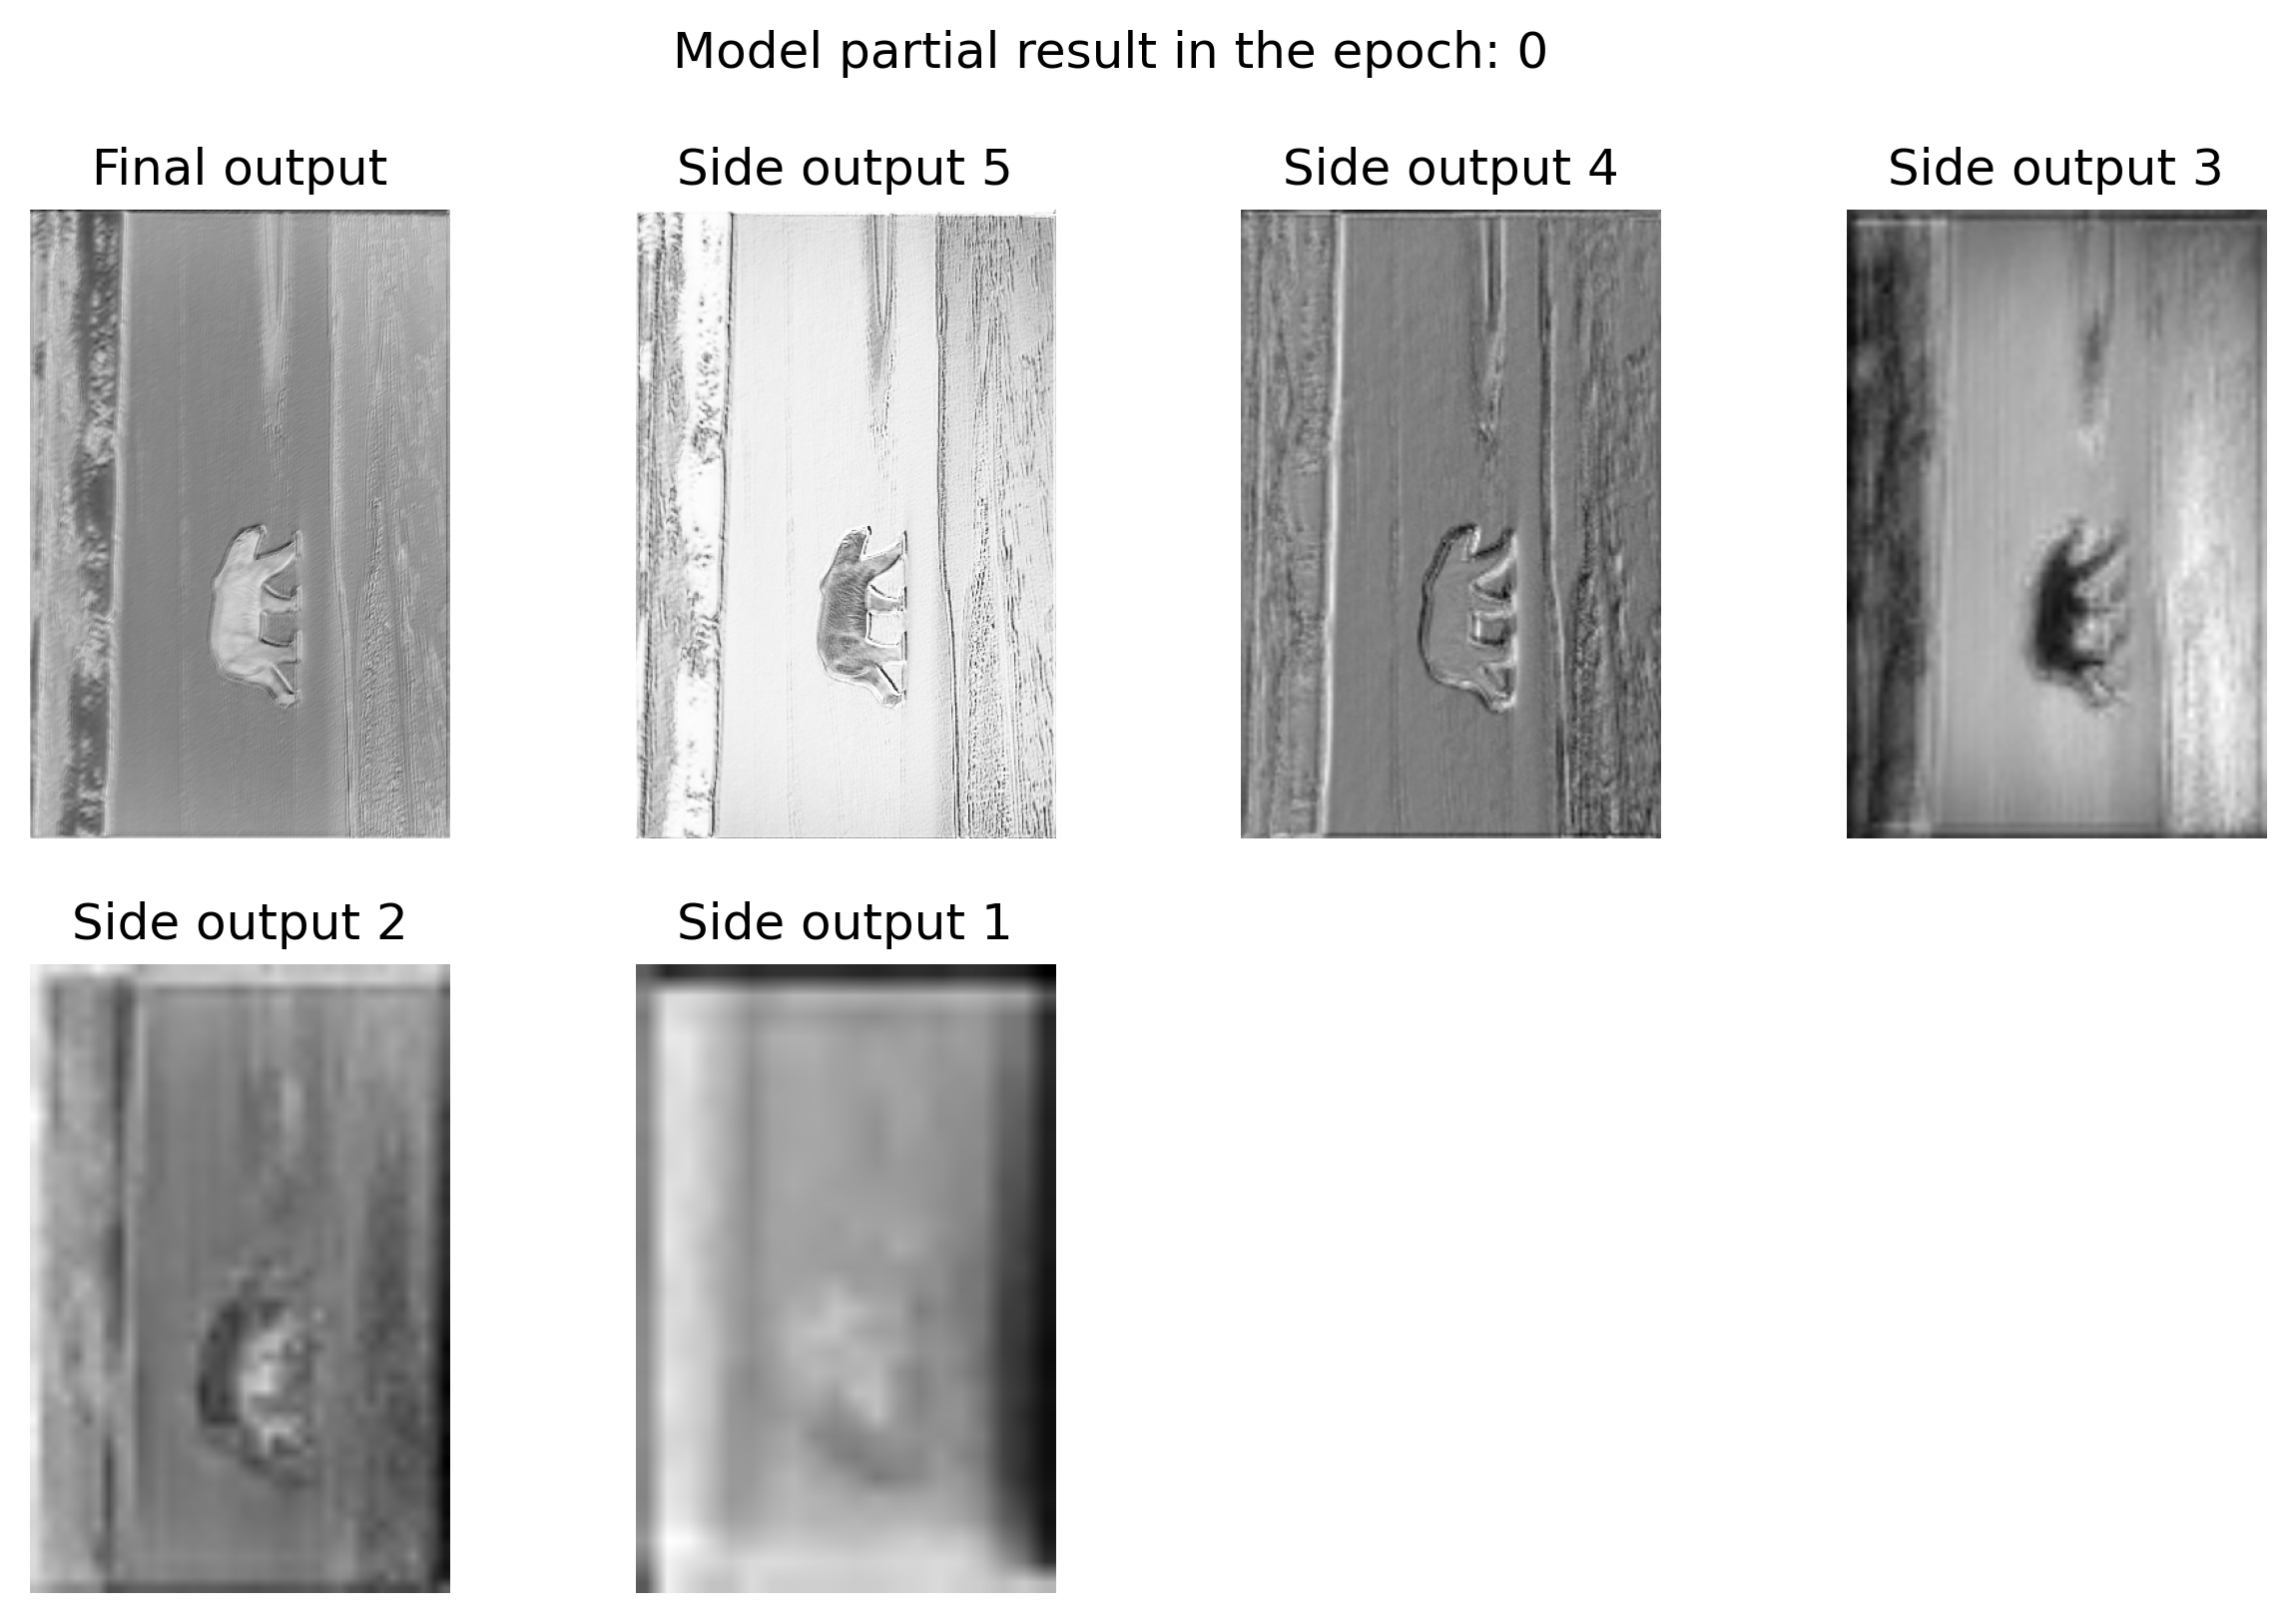 Model partial result in the epoch: 0
Final output
Side output 5
Side output 4
Side output 3
Side output 2
Side output 1